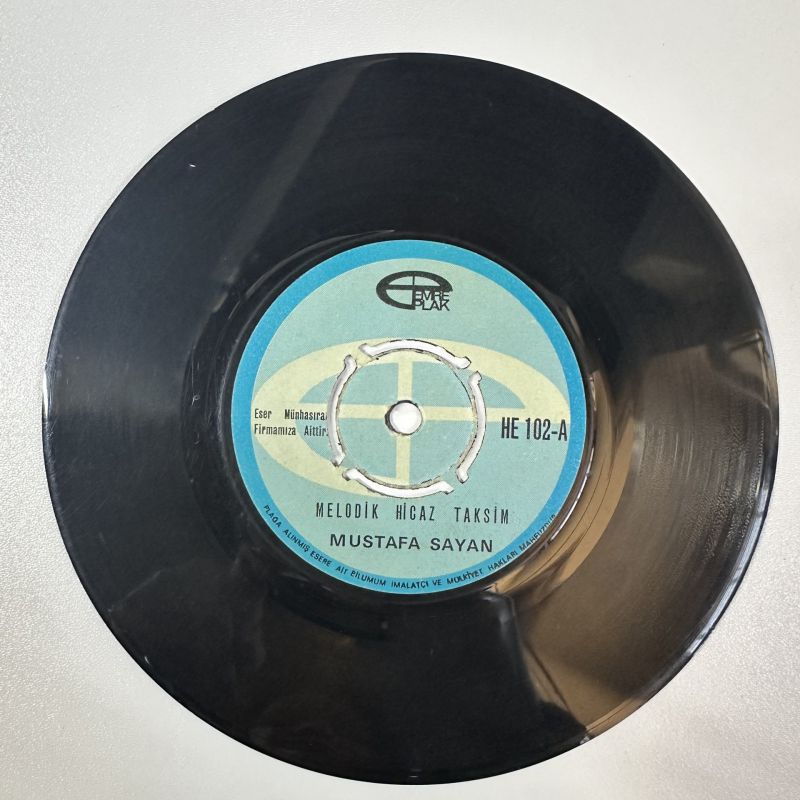 EMRE
PLAK
Eser Münhasıran
Firmamıza Aittir.
HE 102-A
MELODİK HİCAZ TAKSİM
MUSTAFA SAYAN
PLAĞA ALINMIŞ ESERE AİT BİLUMUM İMALATÇI VE MÜLKİYET HAKLARI MAHFUZDUR